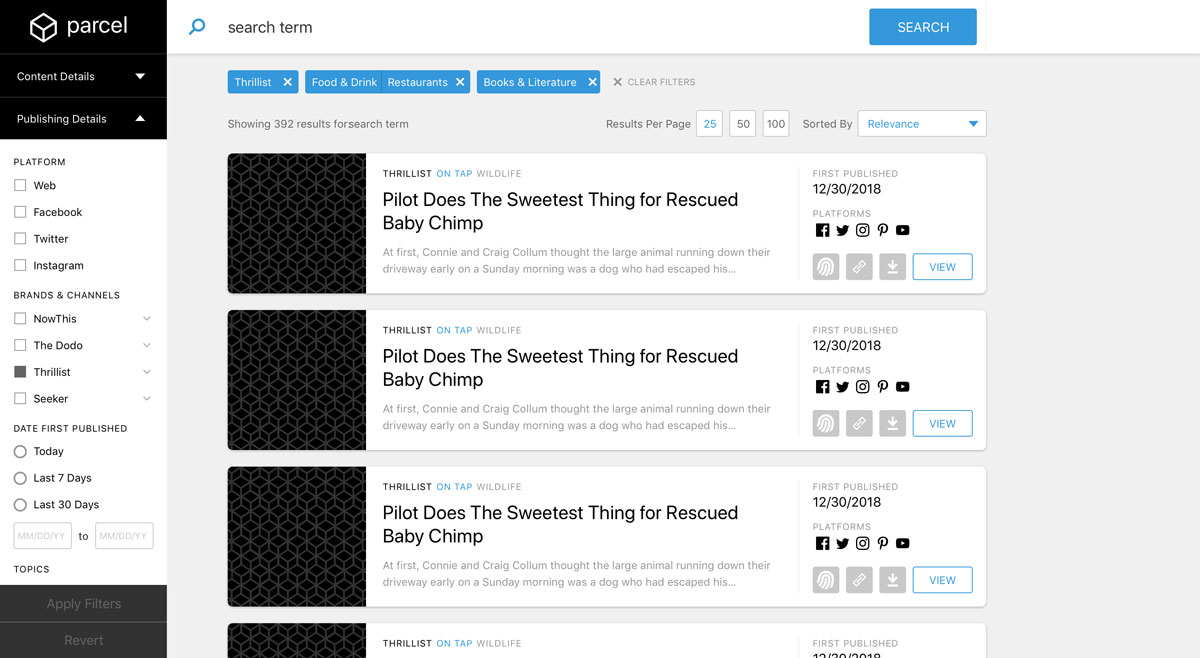 parcel
search term
SEARCH
Content Details
Publishing Details
PLATFORM
Web
Facebook
Twitter
Instagram
BRANDS & CHANNELS
NowThis
The Dodo
Thrillist
Seeker
DATE FIRST PUBLISHED
Today
Last 7 Days
Last 30 Days
MM/DD/YY to MM/DD/YY
TOPICS
Apply Filters
Revert
Thrillist Food & Drink Restaurants Books & Literature CLEAR FILTERS
Showing 392 results forsearch term
Results Per Page 25 50 100 Sorted By Relevance
THRILLIST ON TAP WILDLIFE
Pilot Does The Sweetest Thing for Rescued
Baby Chimp
At first, Connie and Craig Collum thought the large animal running down their
driveway early on a Sunday morning was a dog who had escaped his...
FIRST PUBLISHED
12/30/2018
PLATFORMS
VIEW
THRILLIST ON TAP WILDLIFE
Pilot Does The Sweetest Thing for Rescued
Baby Chimp
At first, Connie and Craig Collum thought the large animal running down their
driveway early on a Sunday morning was a dog who had escaped his...
FIRST PUBLISHED
12/30/2018
PLATFORMS
VIEW
THRILLIST ON TAP WILDLIFE
Pilot Does The Sweetest Thing for Rescued
Baby Chimp
At first, Connie and Craig Collum thought the large animal running down their
driveway early on a Sunday morning was a dog who had escaped his...
FIRST PUBLISHED
12/30/2018
PLATFORMS
VIEW
THRILLIST ON TAP WILDLIFE
FIRST PUBLISHED
12/30/2018